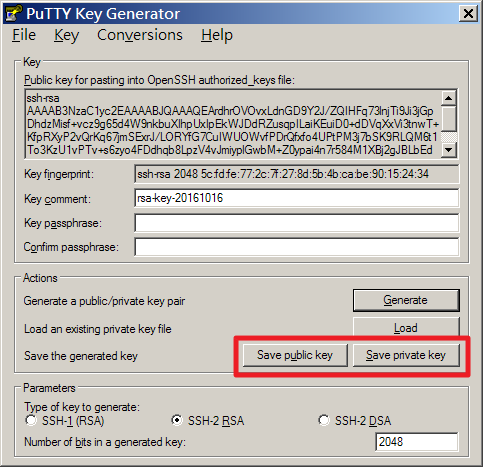 PuTTY Key Generator
File Key Conversions Help
Key
Public key for pasting into OpenSSH authorized_keys file:
ssh-rsa
AAAAB3NzaC1yc2EAAAABJQAAAQEArdhrOVOvxLdnGD9Y2J/ZQIHFq73lnjTi9Ji3jGp
DhdzMisf+vcz9g65d4W9nkbuXlhpUxIpEkWJDdRZusqpILaiKEuiD0+dDVqXxVi3tnwT+
KfpRXyP2vQrKq67jmSExrJ/LORYfG7CulWUOWvfPDrQfxfo4UPtPM3j7bSK9RLQM6t1
To3KzU1vPTv+s6zyo4FDdhqb8LpzV4vJmiyplGwbM+Z0ypai4n7r584M1XBj2gJBLbEd
Key fingerprint:
ssh-rsa 2048 5c:fd:fe:77:2c:7f:27:8d:5b:4b:ca:be:90:15:24:34
Key comment:
rsa-key-20161016
Key passphrase:
Confirm passphrase:
Actions
Generate a public/private key pair
Generate
Load an existing private key file
Load
Save the generated key
Save public key
Save private key
Parameters
Type of key to generate:
SSH-1 (RSA)
SSH-2 RSA
SSH-2 DSA
Number of bits in a generated key:
2048